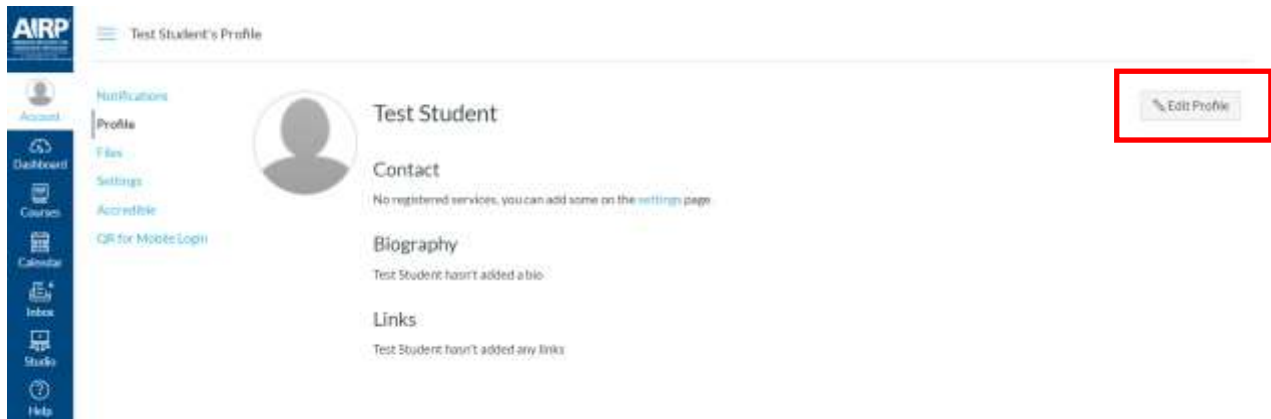 AIRP
Test Student's Profile
Account
Dashboard
Courses
Calendar
Inbox
Studio
Help
Notifications
Profile
Files
Settings
Accredible
QR for Mobile Login
Test Student
Edit Profile
Contact
No registered services, you can add some on the settings page
Biography
Test Student hasn't added a bio
Links
Test Student hasn't added any links